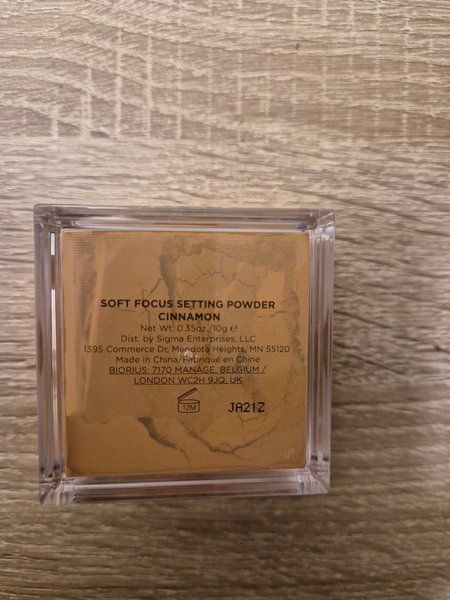 SOFT FOCUS SETTING POWDER
CINNAMON
Net Wt. 0.35oz./10g ℮
Dist. by Sigma Enterprises, LLC
1395 Commerce Dr, Mendota Heights, MN 55120
Made in China/Fabriqué en Chine
BIORIUS: 7170 MANAGE, BELGIUM /
LONDON WC2H 9JQ, UK
12M
JA21Z